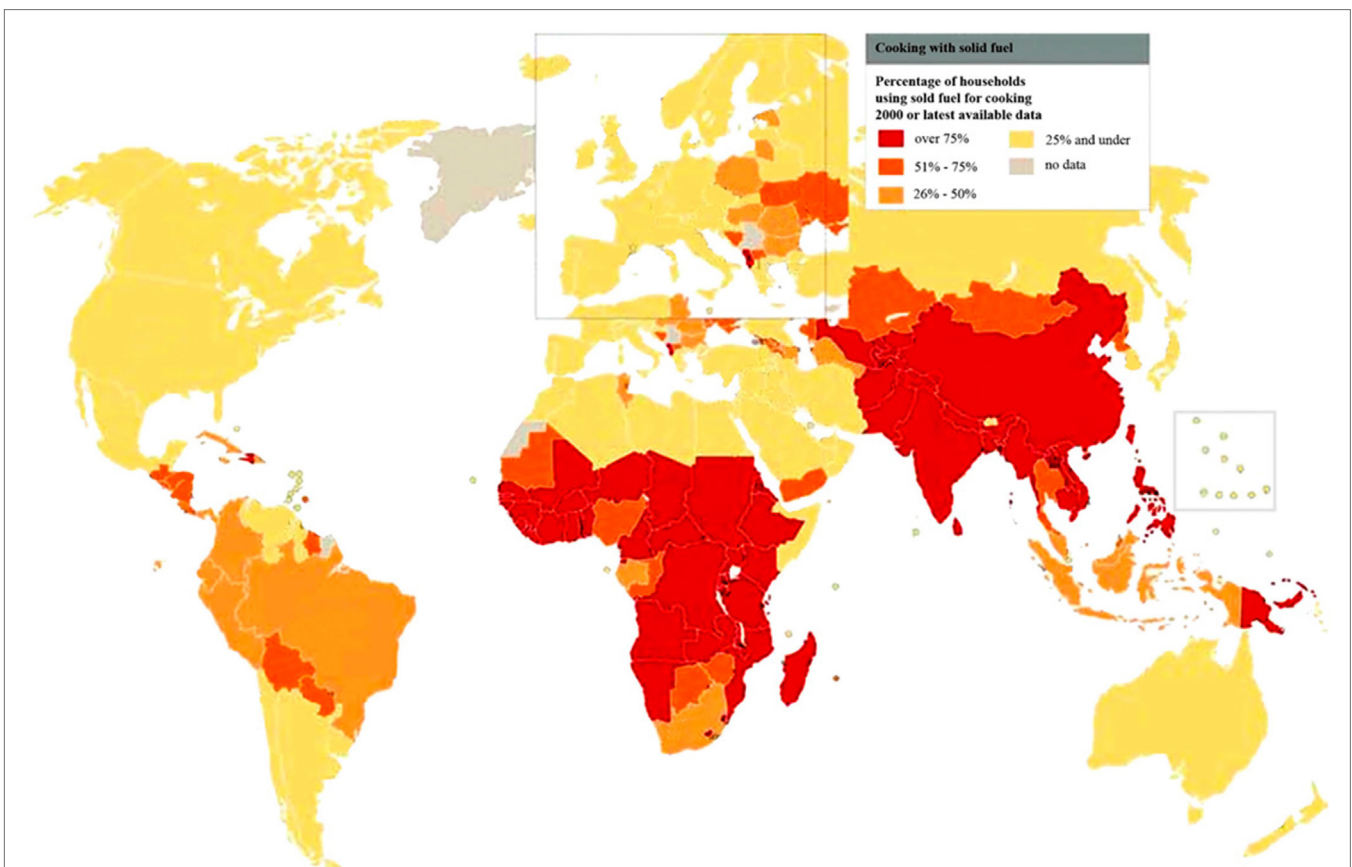 Cooking with solid fuel
Percentage of households
using sold fuel for cooking
2000 or latest available data
over 75%
51% - 75%
26% - 50%
25% and under
no data